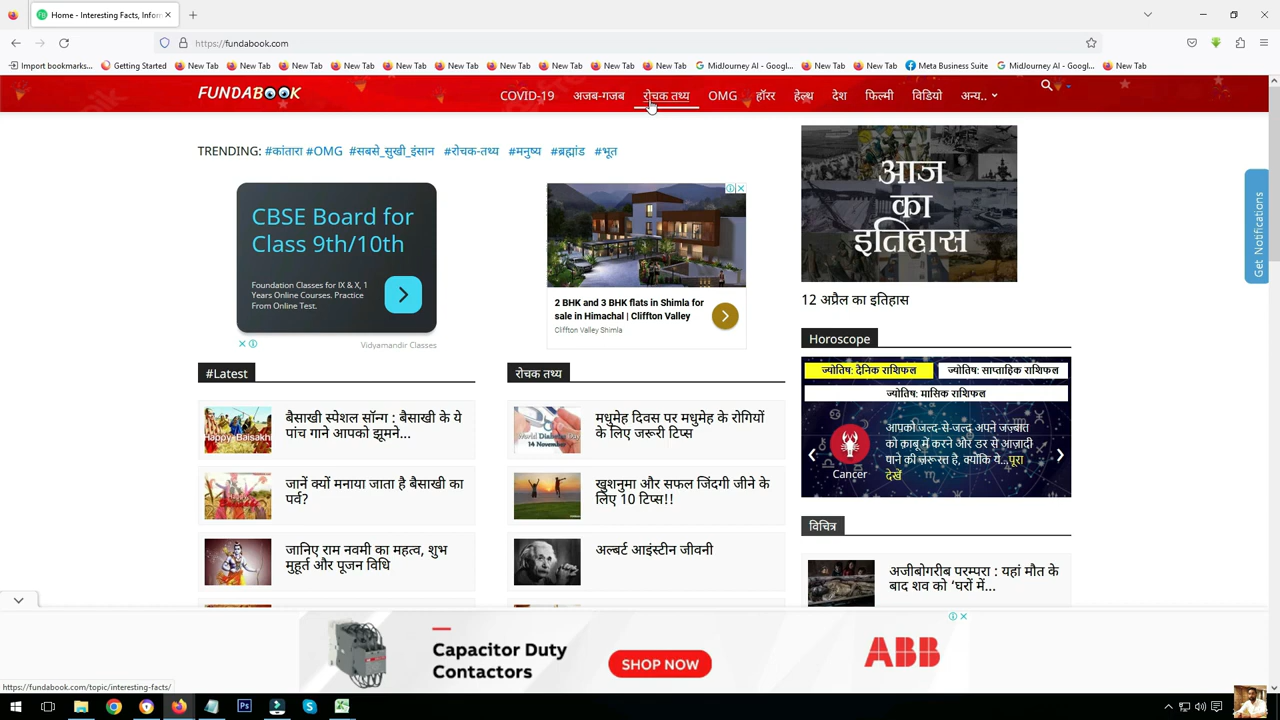 Home - Interesting Facts, Infor
https://fundabook.com
Import bookmarks... Getting Started New Tab New Tab New Tab New Tab New Tab New Tab New Tab New Tab New Tab New Tab MidJourney AI - Googl... New Tab New Tab Meta Business Suite MidJourney AI - Googl... New Tab
FUNDABOOK
COVID-19 अजब-गजब रोचक तथ्य OMG हॉरर हेल्थ देश फिल्मी विडियो अन्य..
TRENDING: #कांतारा #OMG #सबसे_सुखी_इंसान #रोचक-तथ्य #मनुष्य #ब्रह्मांड #भूत
CBSE Board for
Class 9th/10th
Foundation Classes for IX & X, 1
Years Online Courses. Practice
From Online Test.
Vidyamandir Classes
2 BHK and 3 BHK flats in Shimla for
sale in Himachal | Cliffton Valley
Cliffton Valley Shimla
आज
का
इतिहास
12 अप्रैल का इतिहास
Get Notifications
#Latest
बैसाखी स्पेशल सॉन्ग : बैसाखी के ये
पांच गाने आपको झूमने...
Happy Baisakhi
जानें क्यों मनाया जाता है बैसाखी का
पर्व?
जानिए राम नवमी का महत्व, शुभ
मुहूर्त और पूजन विधि
रोचक तथ्य
मधुमेह दिवस पर मधुमेह के रोगियों
के लिए जरूरी टिप्स
World Diabetes Day
14 November
खुशनुमा और सफल जिंदगी जीने के
लिए 10 टिप्स!!
अल्बर्ट आइंस्टीन जीवनी
Horoscope
ज्योतिष: दैनिक राशिफल ज्योतिष: साप्ताहिक राशिफल
ज्योतिष: मासिक राशिफल
आपको जल्द-से-जल्द अपने जज़्बात
को क़ाबू में करने और डर से आज़ादी
पाने की ज़रूरत है, क्योंकि ये...पूरा
देखें
Cancer
विचित्र
अजीबोगरीब परम्परा : यहां मौत के
बाद शव को 'घरों में...
Capacitor Duty
Contactors
SHOP NOW
ABB
https://fundabook.com/topic/interesting-facts/